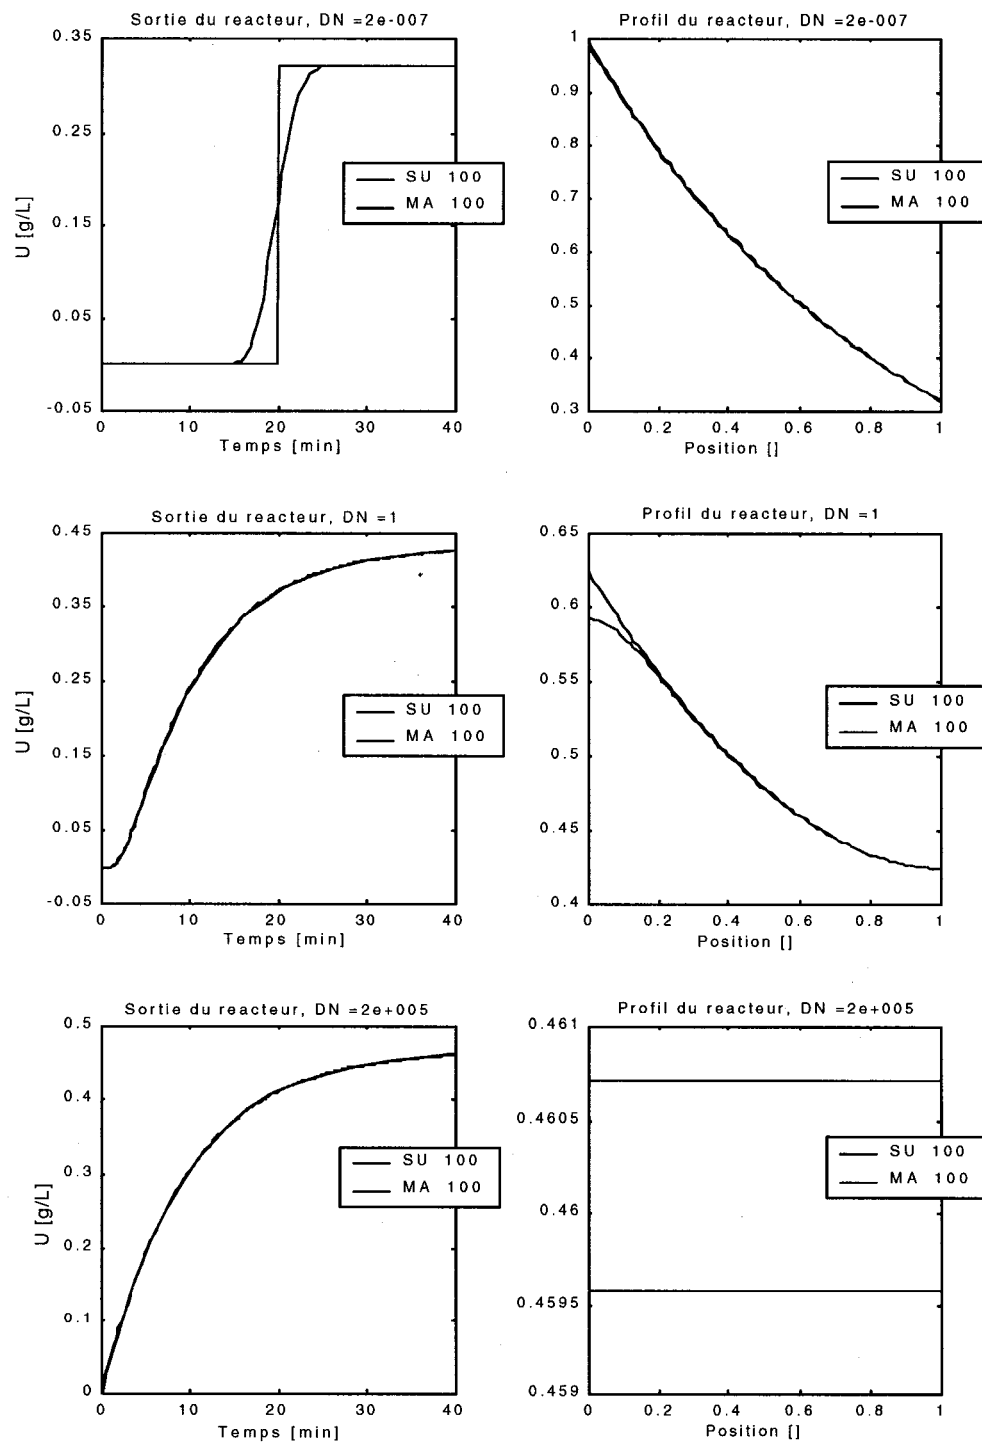 Sortie du reacteur, DN =2e-007
0.35
0.25
0.15
0.05
-0.05
U [g/L]
SU 100
MA 100
0 10 20 30 40
Temps [min]
Profil du reacteur, DN =2e-007
1
0.9
0.8
0.7
0.6
0.5
0.4
0.3
SU 100
MA 100
0 0.2 0.4 0.6 0.8 1
Position []
Sortie du reacteur, DN =1
0.45
0.35
0.25
0.15
0.05
-0.05
U [g/L]
SU 100
MA 100
0 10 20 30 40
Temps [min]
Profil du reacteur, DN =1
0.65
0.6
0.55
0.5
0.45
0.4
SU 100
MA 100
0 0.2 0.4 0.6 0.8 1
Position []
Sortie du reacteur, DN =2e+005
0.5
0.4
0.3
0.2
0.1
0
U [g/L]
SU 100
MA 100
0 10 20 30 40
Temps [min]
Profil du reacteur, DN =2e+005
0.461
0.4605
0.46
0.4595
0.459
SU 100
MA 100
0 0.2 0.4 0.6 0.8 1
Position []